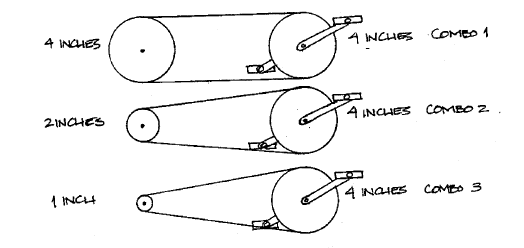 4 INCHES 4 INCHES COMBO 1
2 INCHES 4 INCHES COMBO 2
1 INCH 4 INCHES COMBO 3